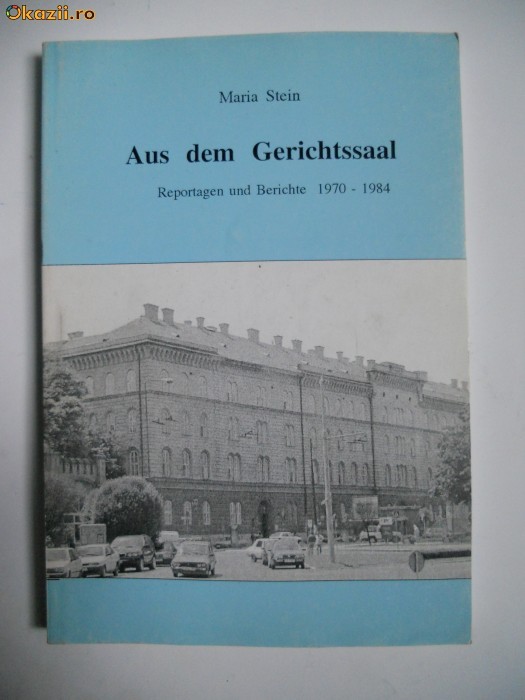 Okazii.ro
Maria Stein
Aus dem Gerichtssaal
Reportagen und Berichte 1970 - 1984